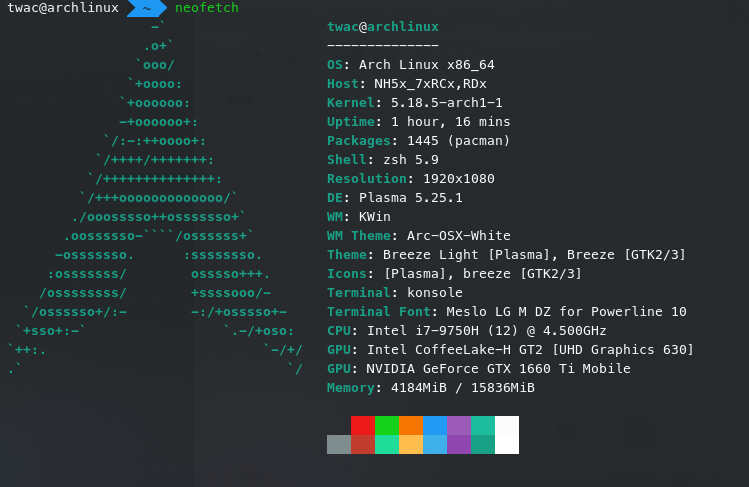 twac@archlinux ~ neofetch
-`
.o+`
`ooo/
`+oooo:
`+oooooo:
-+oooooo+:
`/:-:++oooo+:
`/++++/+++++++:
`/++++++++++++++:
`/+++ooooooooooooo/`
./ooosssso++osssssso+`
.oossssso-````/ossssss+`
-osssssso. :ssssssso.
:osssssss/ osssso+++.
/ossssssss/ +ssssooo/-
`/ossssso+/:- -:/+osssso+-
`+sso+:-` `.-/+oso:
`++:. `-/+/
.` `/
twac@archlinux
--------------
OS: Arch Linux x86_64
Host: NH5x_7xRCx,RDx
Kernel: 5.18.5-arch1-1
Uptime: 1 hour, 16 mins
Packages: 1445 (pacman)
Shell: zsh 5.9
Resolution: 1920x1080
DE: Plasma 5.25.1
WM: KWin
WM Theme: Arc-OSX-White
Theme: Breeze Light [Plasma], Breeze [GTK2/3]
Icons: [Plasma], breeze [GTK2/3]
Terminal: konsole
Terminal Font: Meslo LG M DZ for Powerline 10
CPU: Intel i7-9750H (12) @ 4.500GHz
GPU: Intel CoffeeLake-H GT2 [UHD Graphics 630]
GPU: NVIDIA GeForce GTX 1660 Ti Mobile
Memory: 4184MiB / 15836MiB